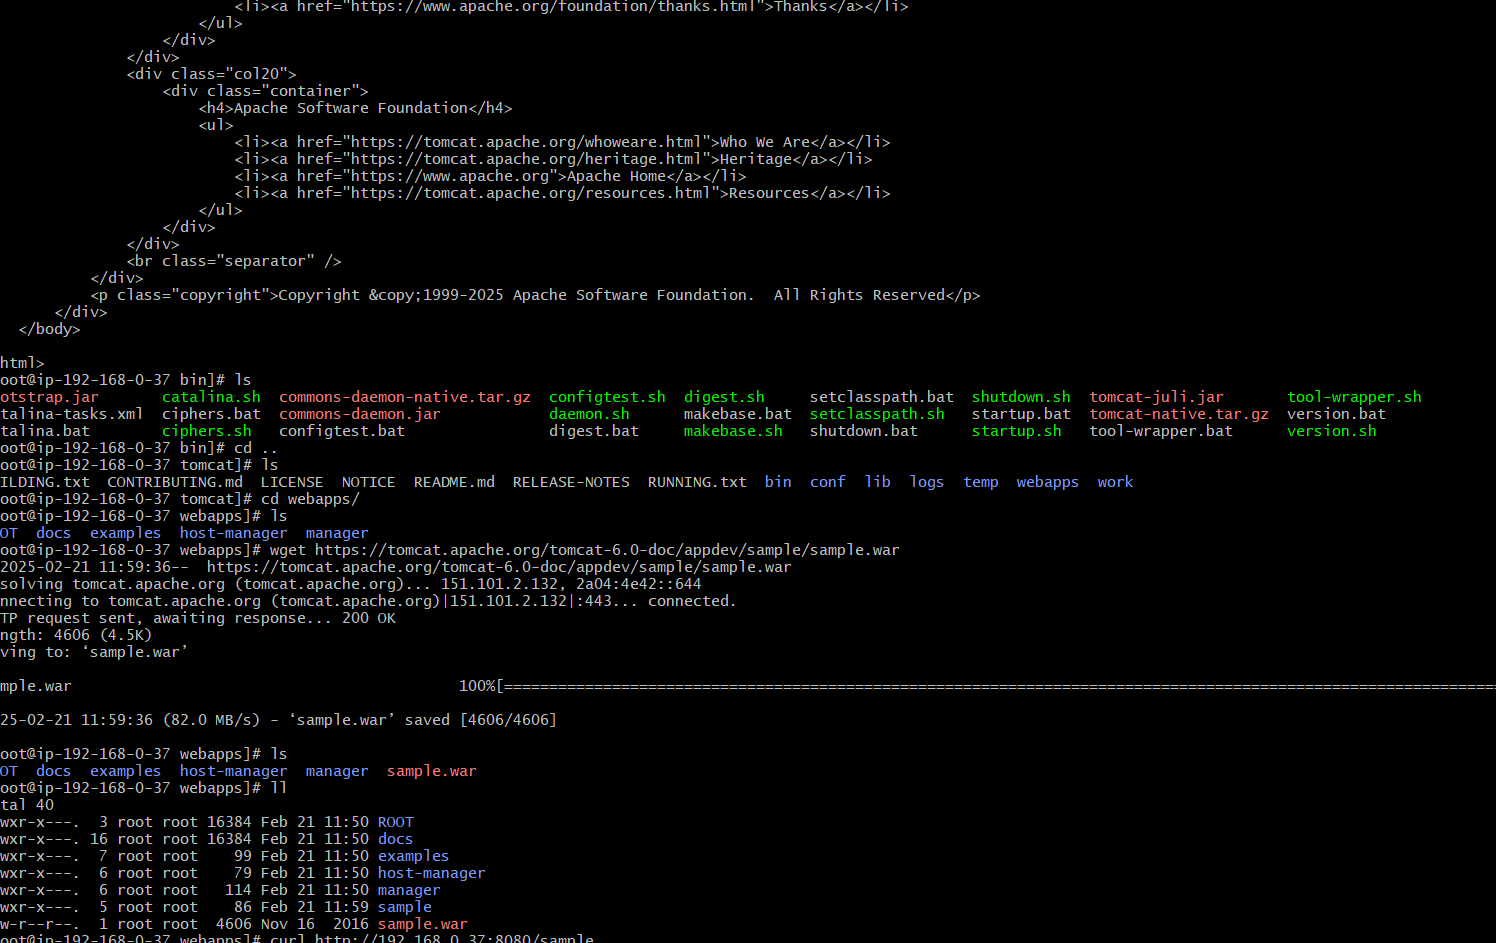 <li><a href="https://www.apache.org/foundation/thanks.html">Thanks</a></li>
</ul>
</div>
</div>
<div class="col20">
<div class="container">
<h4>Apache Software Foundation</h4>
<ul>
<li><a href="https://tomcat.apache.org/whoweare.html">Who We Are</a></li>
<li><a href="https://tomcat.apache.org/heritage.html">Heritage</a></li>
<li><a href="https://www.apache.org">Apache Home</a></li>
<li><a href="https://tomcat.apache.org/resources.html">Resources</a></li>
</ul>
</div>
</div>
<br class="separator" />
</div>
<p class="copyright">Copyright &copy;1999-2025 Apache Software Foundation.  All Rights Reserved</p>
</div>
</body>
html>
oot@ip-192-168-0-37 bin]# ls
otstrap.jar catalina.sh commons-daemon-native.tar.gz configtest.sh digest.sh setclasspath.bat shutdown.sh tomcat-juli.jar tool-wrapper.sh
talina-tasks.xml ciphers.bat commons-daemon.jar daemon.sh makebase.bat setclasspath.sh startup.bat tomcat-native.tar.gz version.bat
talina.bat ciphers.sh configtest.bat digest.bat makebase.sh shutdown.bat startup.sh tool-wrapper.bat version.sh
oot@ip-192-168-0-37 bin]# cd ..
oot@ip-192-168-0-37 tomcat]# ls
ILDING.txt CONTRIBUTING.md LICENSE NOTICE README.md RELEASE-NOTES RUNNING.txt bin conf lib logs temp webapps work
oot@ip-192-168-0-37 tomcat]# cd webapps/
oot@ip-192-168-0-37 webapps]# ls
OT docs examples host-manager manager
oot@ip-192-168-0-37 webapps]# wget https://tomcat.apache.org/tomcat-6.0-doc/appdev/sample/sample.war
2025-02-21 11:59:36--  https://tomcat.apache.org/tomcat-6.0-doc/appdev/sample/sample.war
solving tomcat.apache.org (tomcat.apache.org)... 151.101.2.132, 2a04:4e42::644
nnecting to tomcat.apache.org (tomcat.apache.org)|151.101.2.132|:443... connected.
TP request sent, awaiting response... 200 OK
ngth: 4606 (4.5K)
ving to: ‘sample.war’
mple.war 100%[=============================================================================================================
25-02-21 11:59:36 (82.0 MB/s) - ‘sample.war’ saved [4606/4606]
oot@ip-192-168-0-37 webapps]# ls
OT docs examples host-manager manager sample.war
oot@ip-192-168-0-37 webapps]# ll
tal 40
wxr-x---.  3 root root 16384 Feb 21 11:50 ROOT
wxr-x---. 16 root root 16384 Feb 21 11:50 docs
wxr-x---.  7 root root    99 Feb 21 11:50 examples
wxr-x---.  6 root root    79 Feb 21 11:50 host-manager
wxr-x---.  6 root root   114 Feb 21 11:50 manager
wxr-x---.  5 root root    86 Feb 21 11:59 sample
w-r--r--.  1 root root  4606 Nov 16  2016 sample.war
oot@ip-192-168-0-37 webapps]# curl http://192.168.0.37:8080/sample